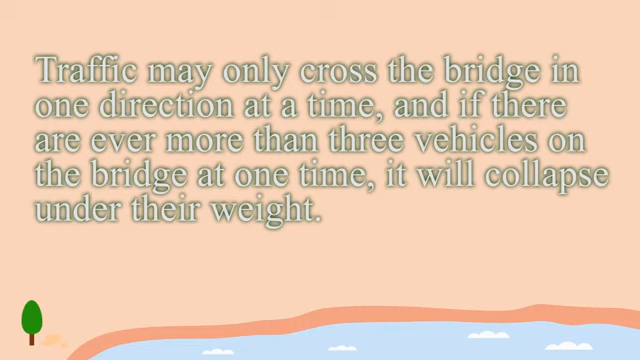 Traffic may only cross the bridge in
one direction at a time, and if there
are ever more than three vehicles on
the bridge at one time, it will collapse
under their weight.